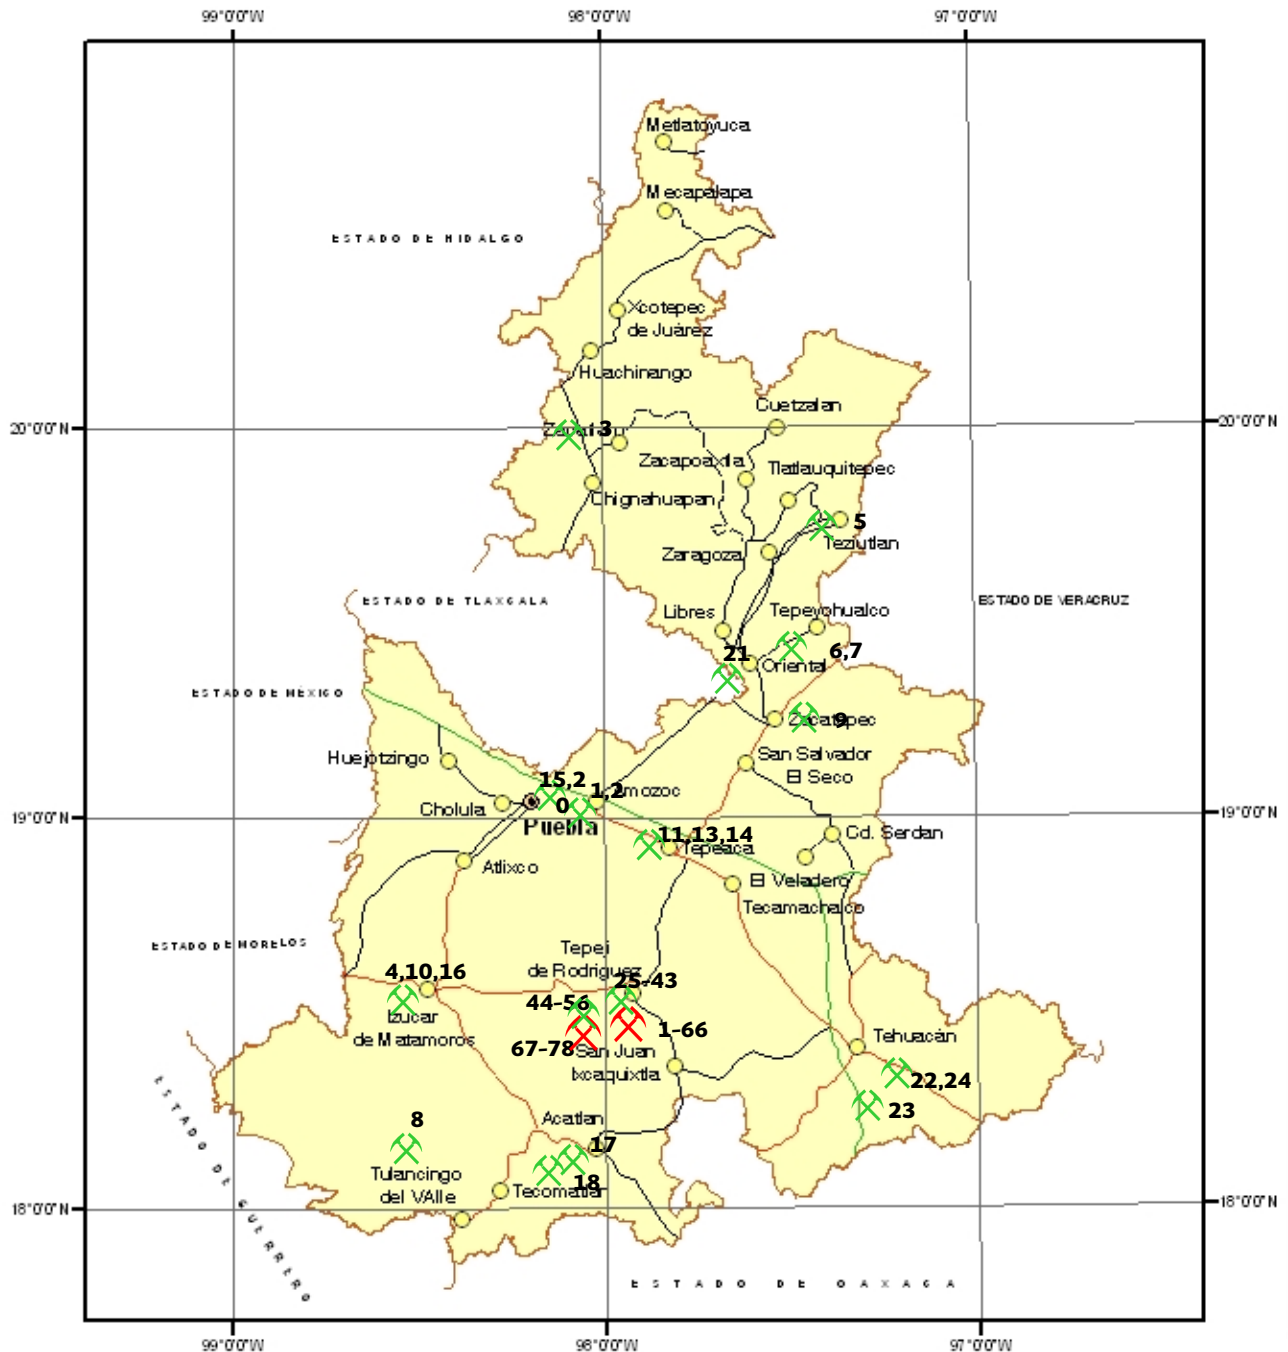 99°0'0"W 98°0'0"W 97°0'0"W
Metlatoyuca
Mecapalapa
ESTADO DE HIDALGO
Xcotepec
de Juárez
Huachinango
Cuetzalan
20°0'0"N 3 20°0'0"N
Zacapoaxtla Tlatlauquitepec
Chignahuapan
5
Teziutlan
Zaragoza
ESTADO DE TLAXCALA ESTADO DE VERACRUZ
Libres Tepeyohualco
21 6,7
Oriental
ESTADO DE MÉXICO
Zacatepec 9
Huejotzingo San Salvador
El Seco
15,2 1,2 Amozoc
0
Cholula
19°0'0"N Puebla 19°0'0"N
11,13,14 Cd. Serdan
Tepeaca
Atlixco
El Veladero
Tecamachalco
ESTADO DE MORELOS
Tepeji
de Rodriguez
4,10,16 25-43
44-56
Izucar
de Matamoros
1-66
67-78 San Juan
Ixcaquixtla
Tehuacán
22,24
23
8 Acatlan
17
Tulancingo
del VAlle
18
Tecomatlan
18°0'0"N 18°0'0"N
ESTADO DE GUERRERO
ESTADO DE OAXACA
99°0'0"W 98°0'0"W 97°0'0"W